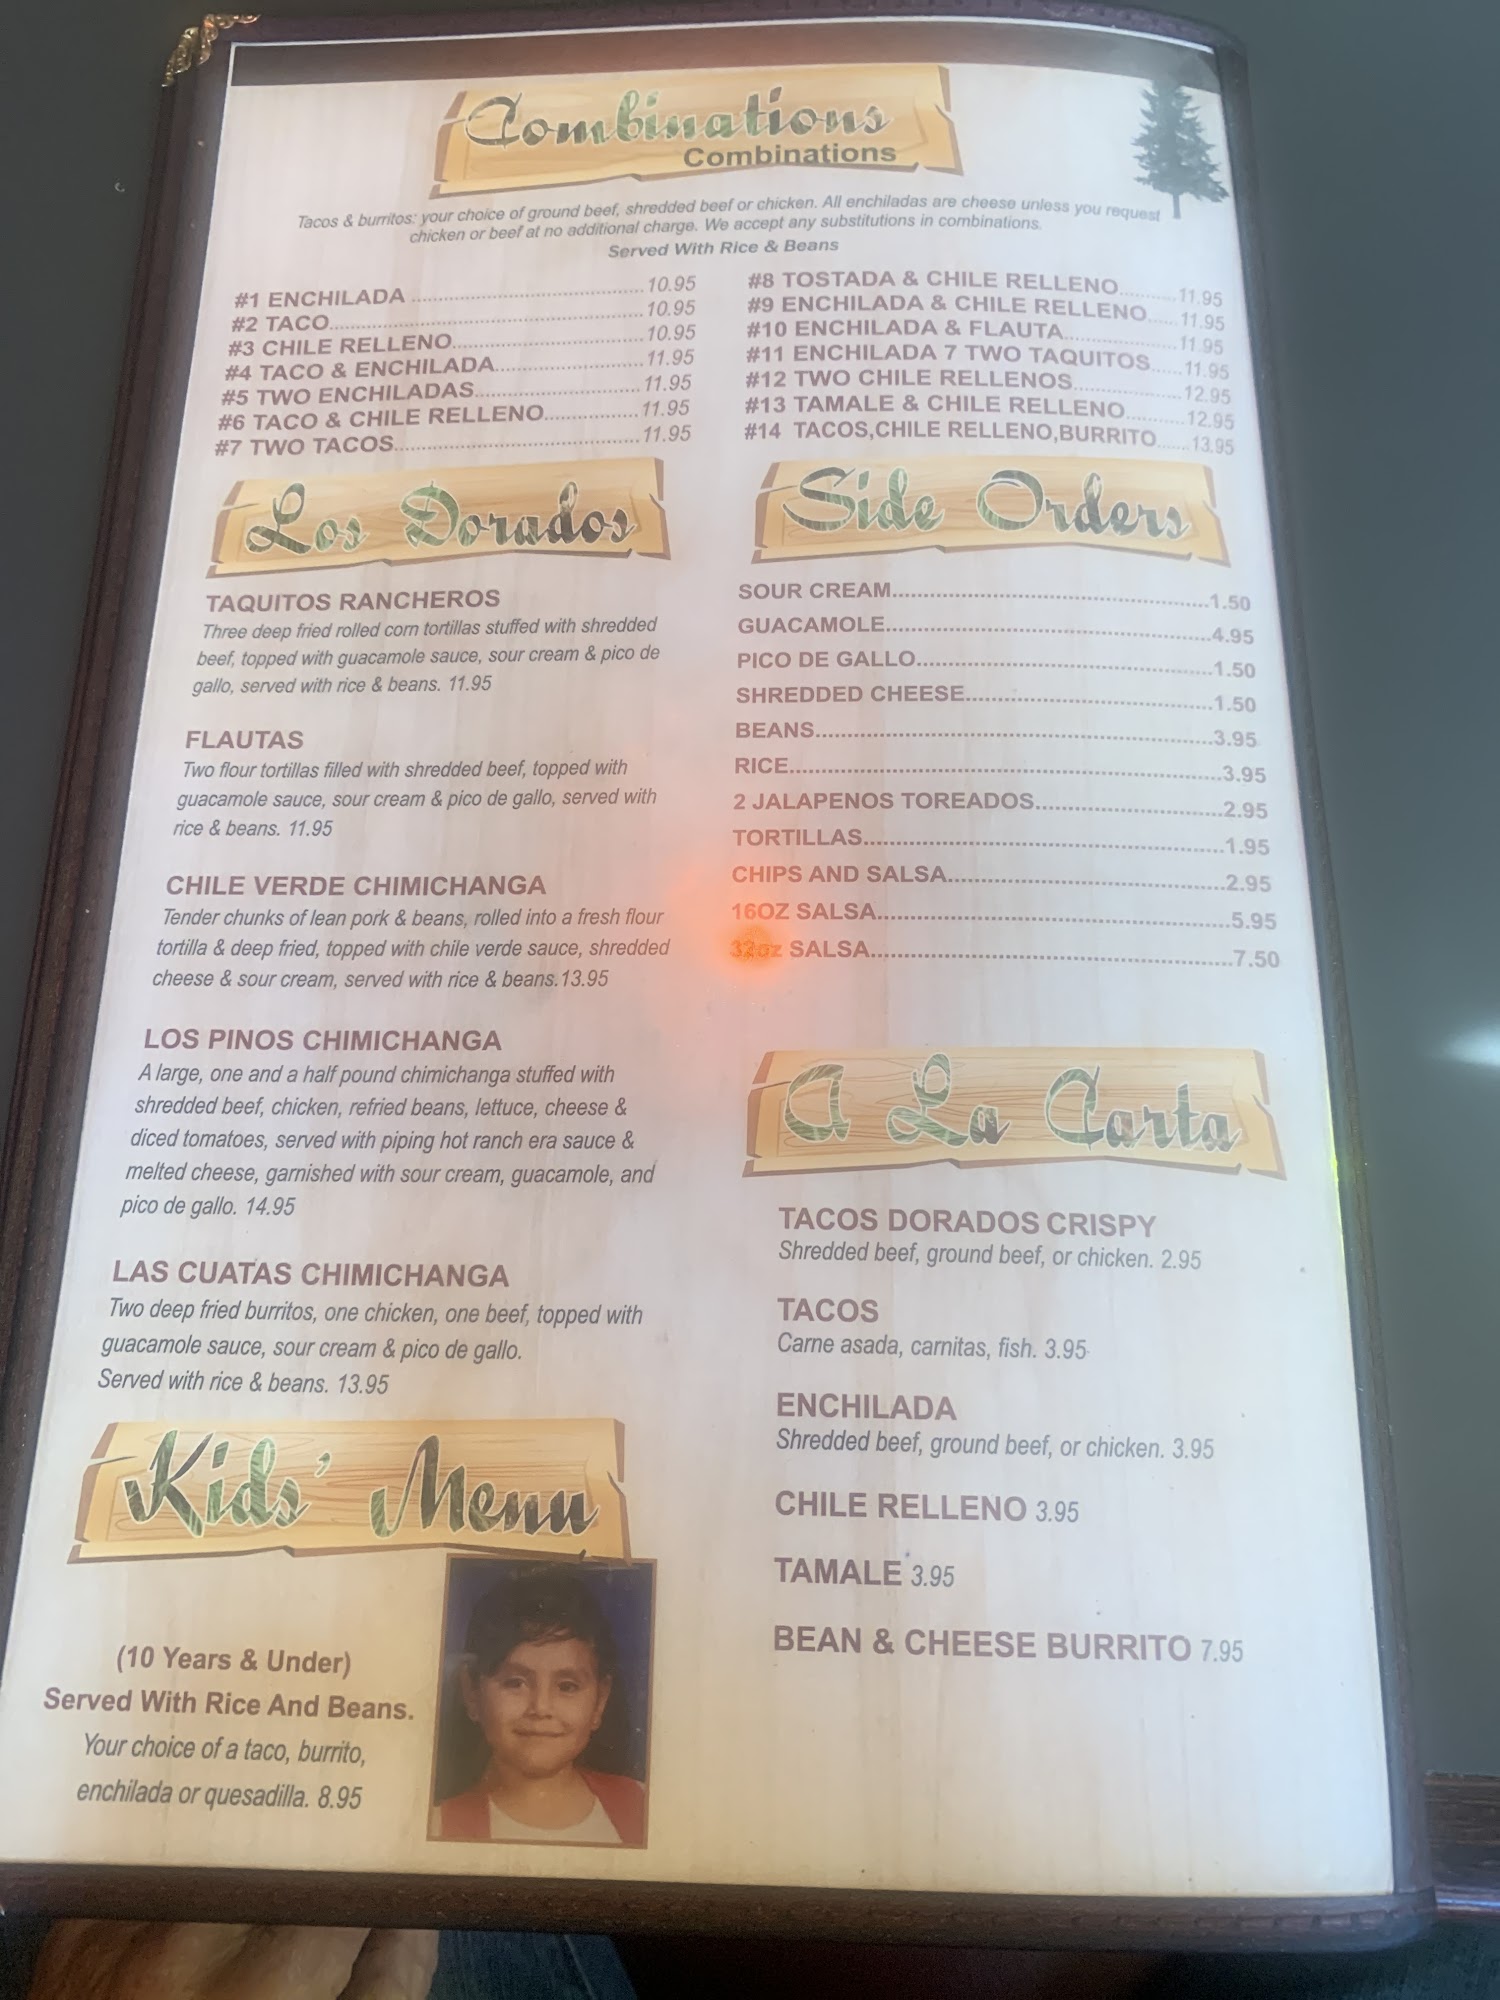 Combinations
Combinations
Tacos & burritos: your choice of ground beef, shredded beef or chicken. All enchiladas are cheese unless you request
chicken or beef at no additional charge. We accept any substitutions in combinations.
Served With Rice & Beans
#1 ENCHILADA ..........10.95
#2 TACO..........10.95
#3 CHILE RELLENO..........10.95
#4 TACO & ENCHILADA..........11.95
#5 TWO ENCHILADAS..........11.95
#6 TACO & CHILE RELLENO..........11.95
#7 TWO TACOS..........11.95
#8 TOSTADA & CHILE RELLENO..........11.95
#9 ENCHILADA & CHILE RELLENO......11.95
#10 ENCHILADA & FLAUTA..........11.95
#11 ENCHILADA 7 TWO TAQUITOS......11.95
#12 TWO CHILE RELLENOS..........12.95
#13 TAMALE & CHILE RELLENO..........12.95
#14 TACOS,CHILE RELLENO,BURRITO......13.95
Los Dorados
TAQUITOS RANCHEROS
Three deep fried rolled corn tortillas stuffed with shredded
beef, topped with guacamole sauce, sour cream & pico de
gallo, served with rice & beans. 11.95
FLAUTAS
Two flour tortillas filled with shredded beef, topped with
guacamole sauce, sour cream & pico de gallo, served with
rice & beans. 11.95
CHILE VERDE CHIMICHANGA
Tender chunks of lean pork & beans, rolled into a fresh flour
tortilla & deep fried, topped with chile verde sauce, shredded
cheese & sour cream, served with rice & beans.13.95
LOS PINOS CHIMICHANGA
A large, one and a half pound chimichanga stuffed with
shredded beef, chicken, refried beans, lettuce, cheese &
diced tomatoes, served with piping hot ranch era sauce &
melted cheese, garnished with sour cream, guacamole, and
pico de gallo. 14.95
LAS CUATAS CHIMICHANGA
Two deep fried burritos, one chicken, one beef, topped with
guacamole sauce, sour cream & pico de gallo.
Served with rice & beans. 13.95
Kids' Menu
(10 Years & Under)
Served With Rice And Beans.
Your choice of a taco, burrito,
enchilada or quesadilla. 8.95
Side Orders
SOUR CREAM..........1.50
GUACAMOLE..........4.95
PICO DE GALLO..........1.50
SHREDDED CHEESE..........1.50
BEANS..........3.95
RICE..........3.95
2 JALAPENOS TOREADOS..........2.95
TORTILLAS..........1.95
CHIPS AND SALSA..........2.95
16OZ SALSA..........5.95
32oz SALSA..........7.50
A La Carta
TACOS DORADOS CRISPY
Shredded beef, ground beef, or chicken. 2.95
TACOS
Carne asada, carnitas, fish. 3.95
ENCHILADA
Shredded beef, ground beef, or chicken. 3.95
CHILE RELLENO 3.95
TAMALE 3.95
BEAN & CHEESE BURRITO 7.95